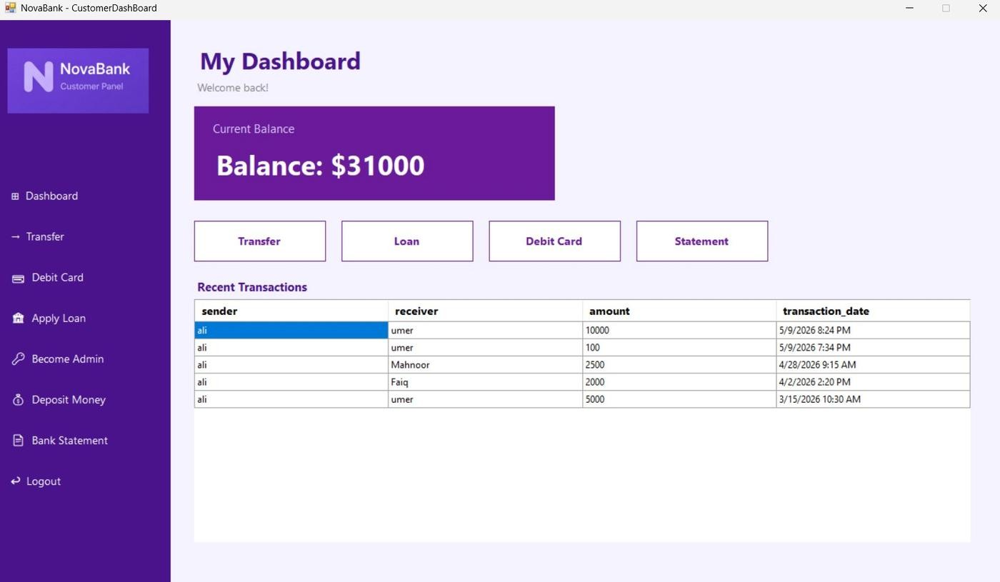 NovaBank - CustomerDashBoard
N NovaBank
Customer Panel
Dashboard
→ Transfer
Debit Card
Apply Loan
Become Admin
Deposit Money
Bank Statement
Logout
My Dashboard
Welcome back!
Current Balance
Balance: $31000
Transfer Loan Debit Card Statement
Recent Transactions
sender receiver amount transaction_date
ali umer 10000 5/9/2026 8:24 PM
ali umer 100 5/9/2026 7:34 PM
ali Mahnoor 2500 4/28/2026 9:15 AM
ali Faiq 2000 4/2/2026 2:20 PM
ali umer 5000 3/15/2026 10:30 AM